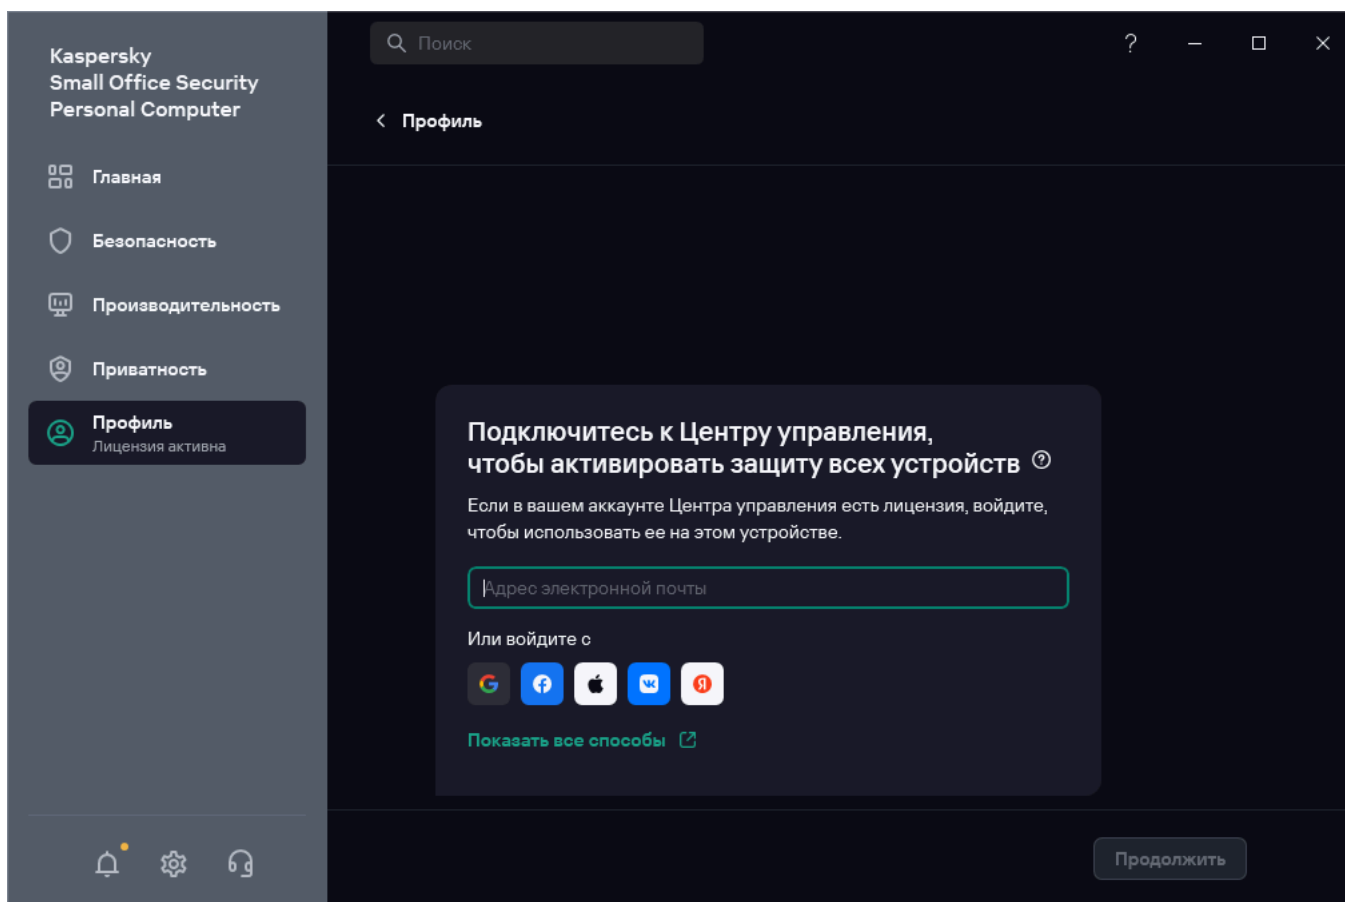 Kaspersky
Small Office Security
Personal Computer
Главная
Безопасность
Производительность
Приватность
Профиль
Лицензия активна
Поиск
?
Профиль
Подключитесь к Центру управления,
чтобы активировать защиту всех устройств
Если в вашем аккаунте Центра управления есть лицензия, войдите,
чтобы использовать ее на этом устройстве.
Адрес электронной почты
Или войдите с
Показать все способы
Продолжить